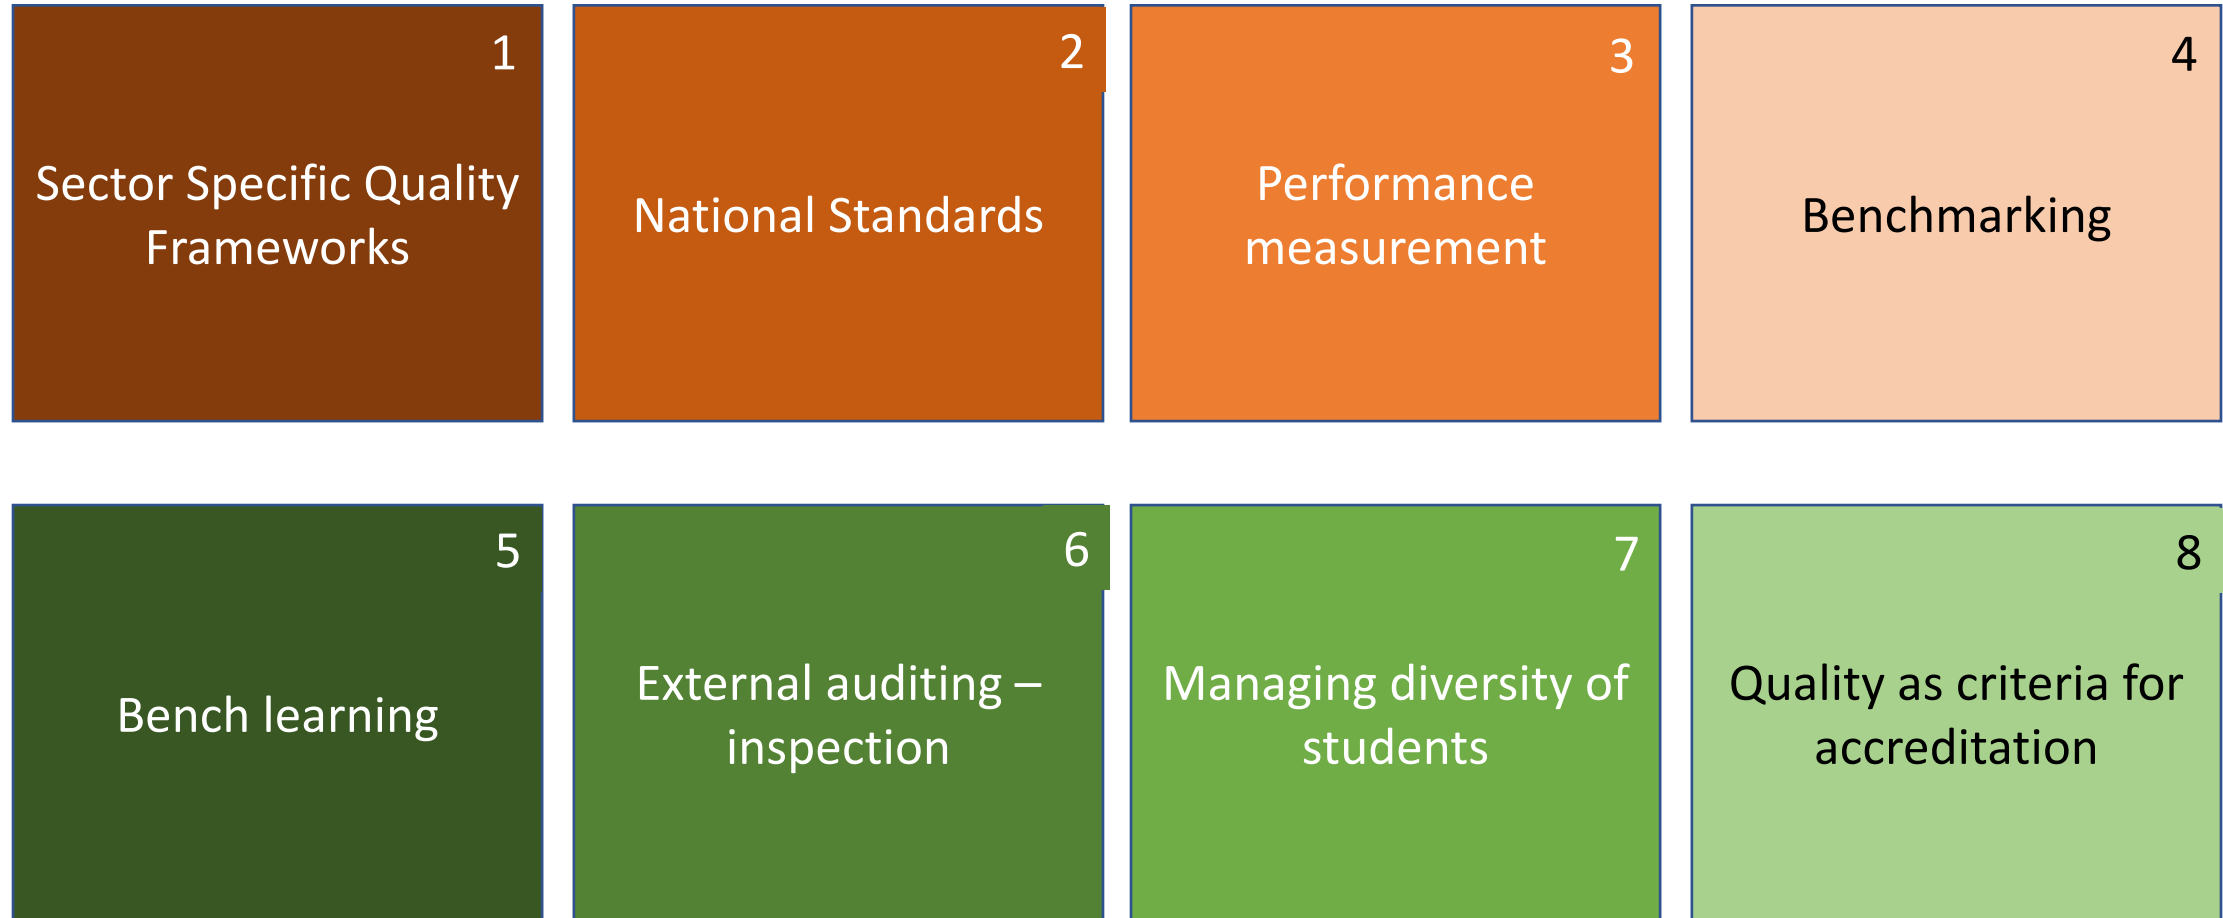 1
Sector Specific Quality
Frameworks
2
National Standards
3
Performance
measurement
4
Benchmarking
5
Bench learning
6
External auditing –
inspection
7
Managing diversity of
students
8
Quality as criteria for
accreditation